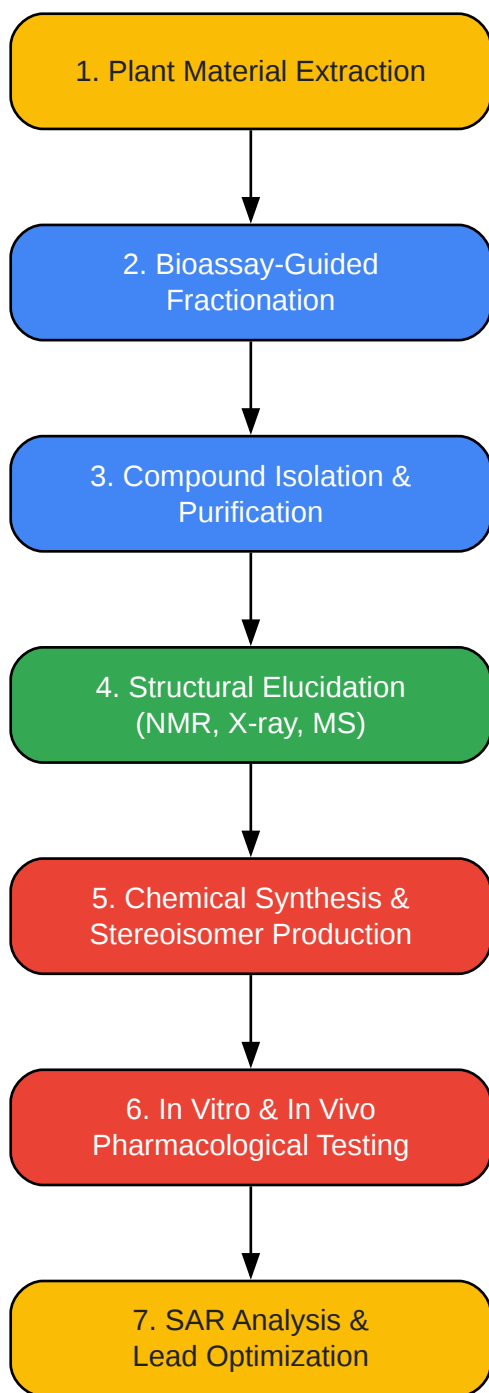 1. Plant Material Extraction
2. Bioassay-Guided
Fractionation
3. Compound Isolation &
Purification
4. Structural Elucidation
(NMR, X-ray, MS)
5. Chemical Synthesis &
Stereoisomer Production
6. In Vitro & In Vivo
Pharmacological Testing
7. SAR Analysis &
Lead Optimization